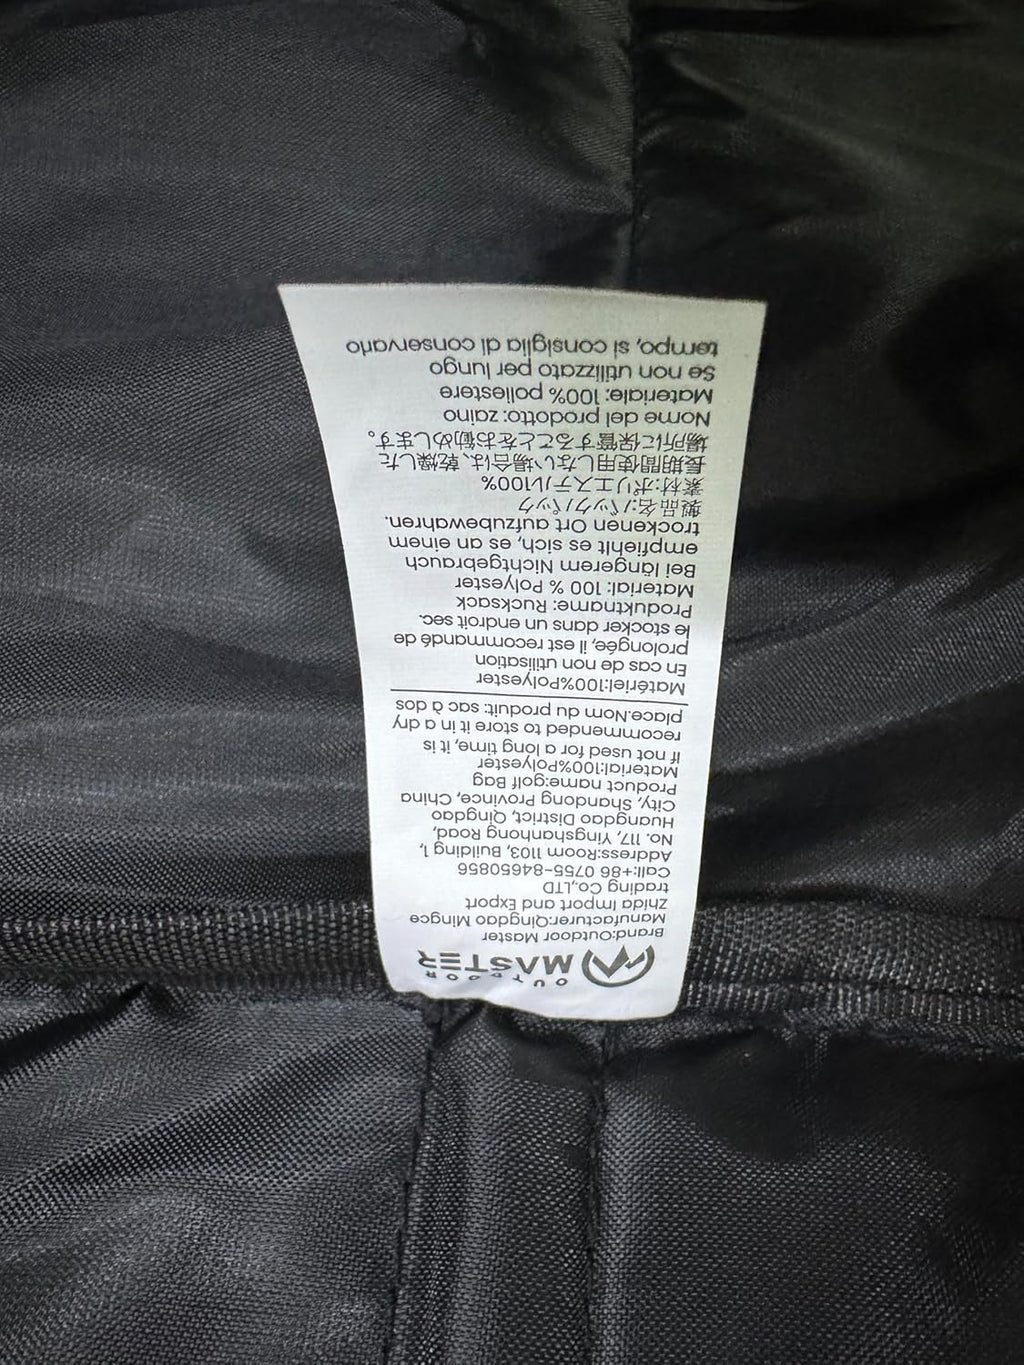 OUTDOOR
MASTER
Brand:Outdoor Master
Manufacturer:Qingdao Mingce
zhida Import and Export
trading Co.,LTD
Call:+86 0755-84650856
Address:Room 1103, Building 1,
No. 117, Yingshanhong Road,
Huangdao District, Qingdao
City, Shandong Province, China
Product name:golf Bag
Material:100%Polyester
if not used for a long time, it is
recommended to store it in a dry
place.Nom du produit: sac à dos
Matériel:100%Polyester
En cas de non utilisation
prolongée, il est recommandé de
le stocker dans un endroit sec.
Produktname: Rucksack
Material: 100 % Polyester
Bei längerem Nichtgebrauch
empfiehlt es sich, es an einem
trockenen Ort aufzubewahren.
製品名:バックパック
素材:ポリエステル100%
長期間使用しない場合は、乾燥した
場所に保管することをお勧めします。
Nome del prodotto: zaino
Materiale: 100% poliestere
Se non utilizzato per lungo
tempo, si consiglia di conservarlo